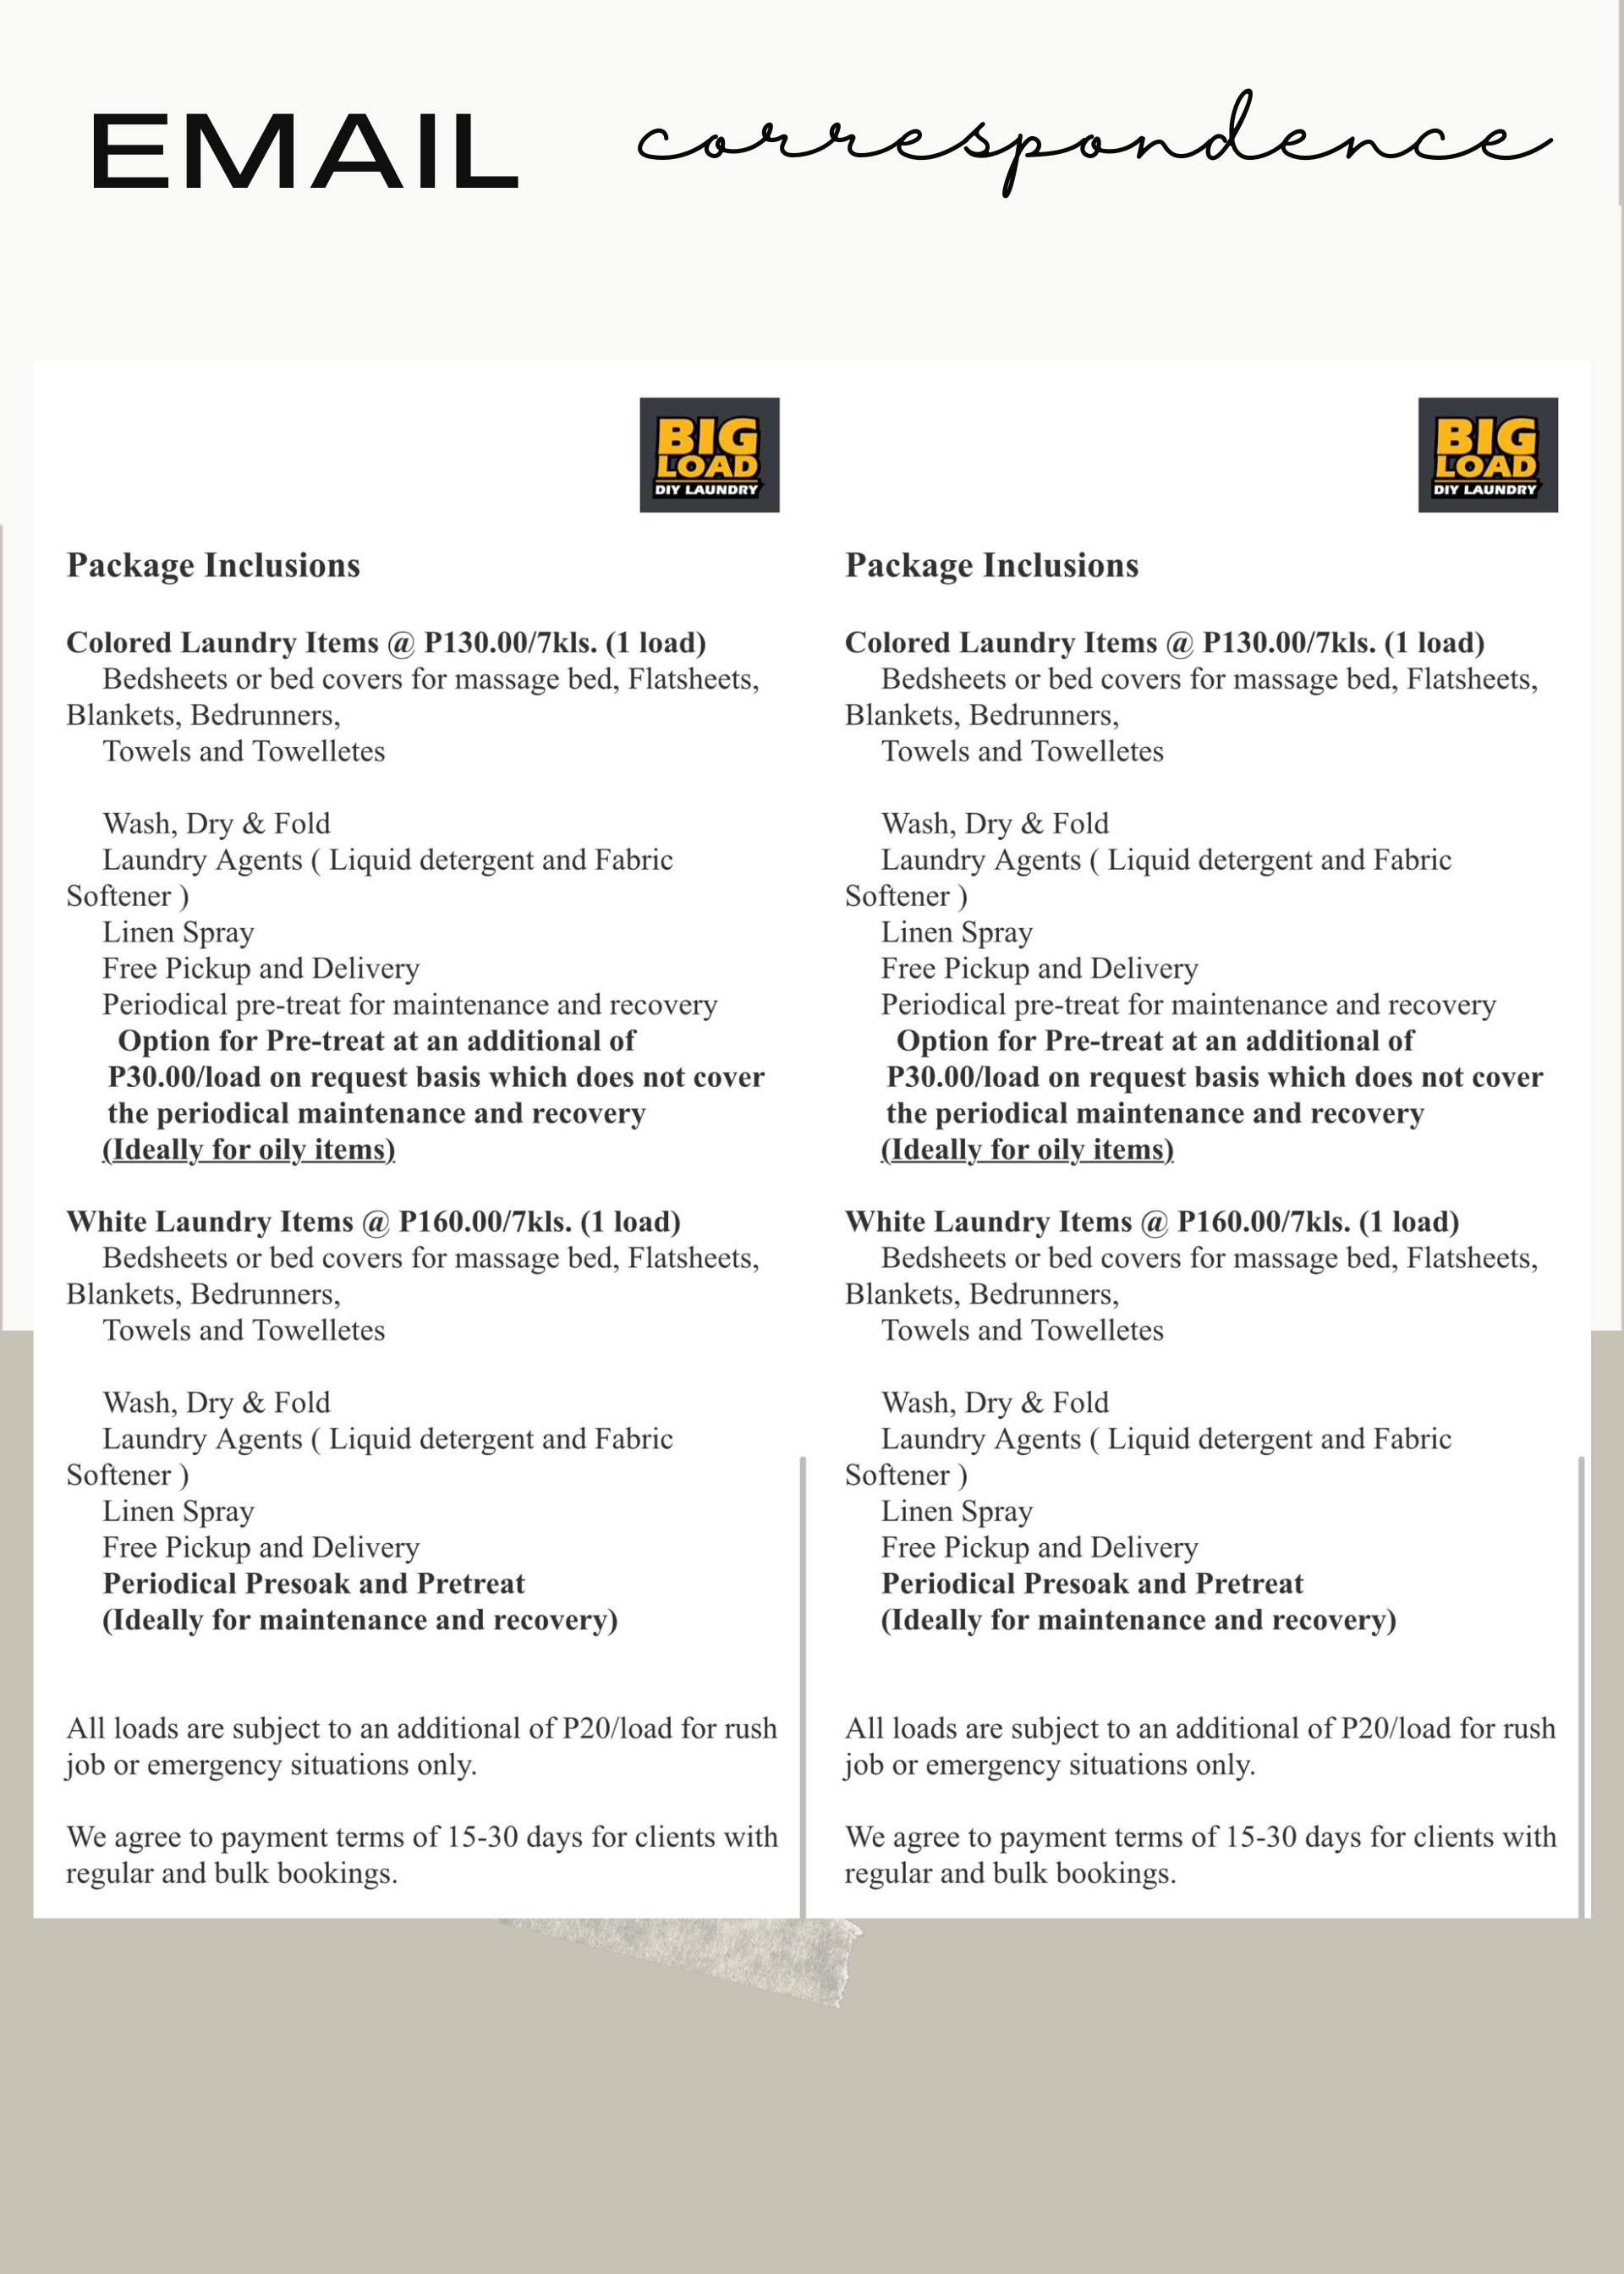 EMAIL correspondence
BIG
LOAD
DIY LAUNDRY
Package Inclusions
Colored Laundry Items @ P130.00/7kls. (1 load)
Bedsheets or bed covers for massage bed, Flatsheets,
Blankets, Bedrunners,
Towels and Towelletes
Wash, Dry & Fold
Laundry Agents ( Liquid detergent and Fabric
Softener )
Linen Spray
Free Pickup and Delivery
Periodical pre-treat for maintenance and recovery
Option for Pre-treat at an additional of
P30.00/load on request basis which does not cover
the periodical maintenance and recovery
(Ideally for oily items)
White Laundry Items @ P160.00/7kls. (1 load)
Bedsheets or bed covers for massage bed, Flatsheets,
Blankets, Bedrunners,
Towels and Towelletes
Wash, Dry & Fold
Laundry Agents ( Liquid detergent and Fabric
Softener )
Linen Spray
Free Pickup and Delivery
Periodical Presoak and Pretreat
(Ideally for maintenance and recovery)
All loads are subject to an additional of P20/load for rush
job or emergency situations only.
We agree to payment terms of 15-30 days for clients with
regular and bulk bookings.
BIG
LOAD
DIY LAUNDRY
Package Inclusions
Colored Laundry Items @ P130.00/7kls. (1 load)
Bedsheets or bed covers for massage bed, Flatsheets,
Blankets, Bedrunners,
Towels and Towelletes
Wash, Dry & Fold
Laundry Agents ( Liquid detergent and Fabric
Softener )
Linen Spray
Free Pickup and Delivery
Periodical pre-treat for maintenance and recovery
Option for Pre-treat at an additional of
P30.00/load on request basis which does not cover
the periodical maintenance and recovery
(Ideally for oily items)
White Laundry Items @ P160.00/7kls. (1 load)
Bedsheets or bed covers for massage bed, Flatsheets,
Blankets, Bedrunners,
Towels and Towelletes
Wash, Dry & Fold
Laundry Agents ( Liquid detergent and Fabric
Softener )
Linen Spray
Free Pickup and Delivery
Periodical Presoak and Pretreat
(Ideally for maintenance and recovery)
All loads are subject to an additional of P20/load for rush
job or emergency situations only.
We agree to payment terms of 15-30 days for clients with
regular and bulk bookings.